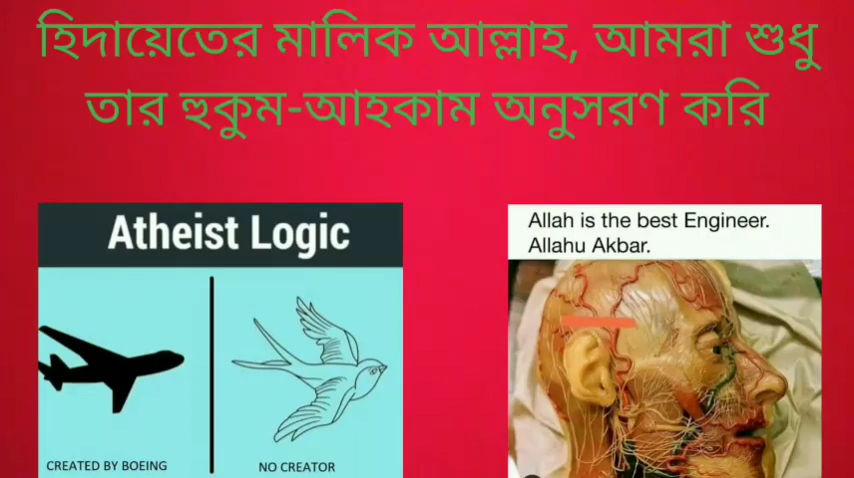 হিদায়েতের মালিক আল্লাহ, আমরা শুধু
তার হুকুম-আহকাম অনুসরণ করি
Atheist Logic
CREATED BY BOEING
NO CREATOR
Allah is the best Engineer.
Allahu Akbar.